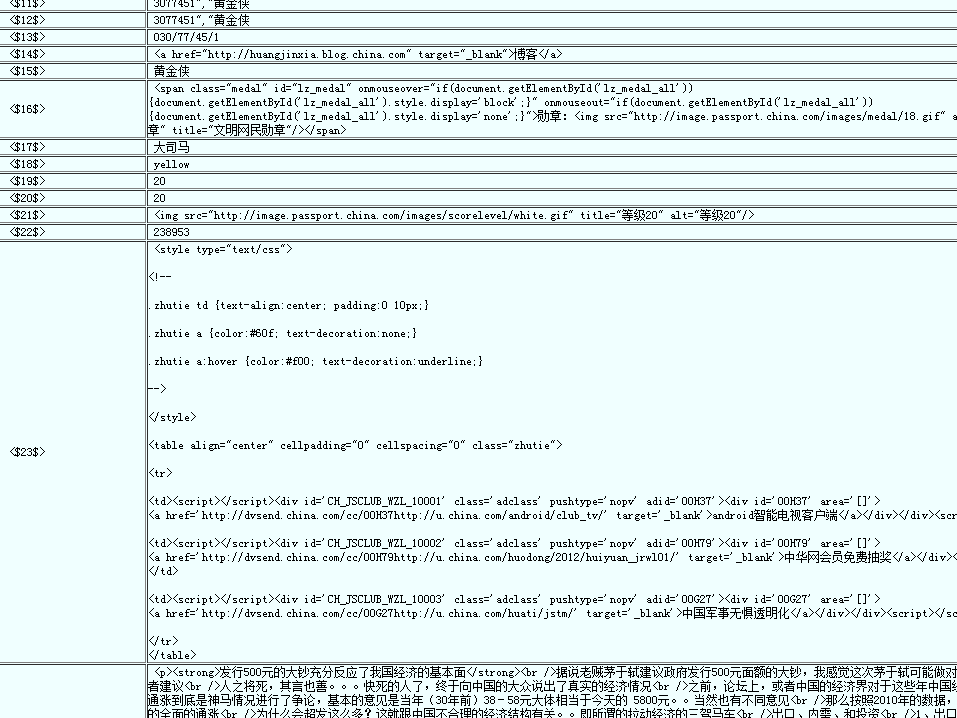 <$11$> 3077451","黄金侠
<$12$> 3077451","黄金侠
<$13$> 030/77/45/1
<$14$> <a href="http://huangjinxia.blog.china.com" target="_blank">博客</a>
<$15$> 黄金侠
<span class="medal" id="lz_medal" onmouseover="if(document.getElementById('lz_medal_all'))
{document.getElementById('lz_medal_all').style.display='block';}" onmouseout="if(document.getElementById('lz_medal_all'))
<$16$> {document.getElementById('lz_medal_all').style.display='none';}">勋章：<img src="http://image.passport.china.com/images/medal/18.gif" a
章" title="文明网民勋章"/></span>
<$17$> 大司马
<$18$> yellow
<$19$> 20
<$20$> 20
<$21$> <img src="http://image.passport.china.com/images/scorelevel/white.gif" title="等级20" alt="等级20"/>
<$22$> 238953
<style type="text/css">
<!--
.zhutie td {text-align:center; padding:0 10px;}
.zhutie a {color:#60f; text-decoration:none;}
.zhutie a:hover {color:#f00; text-decoration:underline;}
-->
</style>
<table align="center" cellpadding="0" cellspacing="0" class="zhutie">
<$23$>
<tr>
<td><script></script><div id='CH_JSCLUB_WZL_10001' class='adclass' pushtype='nopv' adid='00H37'><div id='00H37' area='[]'>
<a href='http://dvsend.china.com/cc/00H37http://u.china.com/android/club_tv/' target='_blank'>android智能电视客户端</a></div></div><scr
<td><script></script><div id='CH_JSCLUB_WZL_10002' class='adclass' pushtype='nopv' adid='00H79'><div id='00H79' area='[]'>
<a href='http://dvsend.china.com/cc/00H79http://u.china.com/huodong/2012/huiyuan_jrwl01/' target='_blank'>中华网会员免费抽奖</a></div><
</td>
<td><script></script><div id='CH_JSCLUB_WZL_10003' class='adclass' pushtype='nopv' adid='00G27'><div id='00G27' area='[]'>
<a href='http://dvsend.china.com/cc/00G27http://u.china.com/huati/jstm/' target='_blank'>中国军事无惧透明化</a></div></div><script></sc
</tr>
</table>
<p><strong>发行500元的大钞充分反应了我国经济的基本面</strong><br />据说老贼茅于轼建议政府发行500元面额的大钞，我感觉这次茅于轼可能做对
者建议<br />人之将死，其言也善。。。快死的人了，终于向中国的大众说出了真实的经济情况<br />之前，论坛上，或者中国的经济界对于这些年中国经
通涨到底是神马情况进行了争论，基本的意见是当年（30年前）38－58元大体相当于今天的 5800元。。当然也有不同意见<br />那么按照2010年的数据，
的全面的通涨<br />为什么会超发这么多？这就跟中国不合理的经济结构有关。。即所谓的拉动经济的三驾马车<br />出口、内需、和投资<br />1、出口